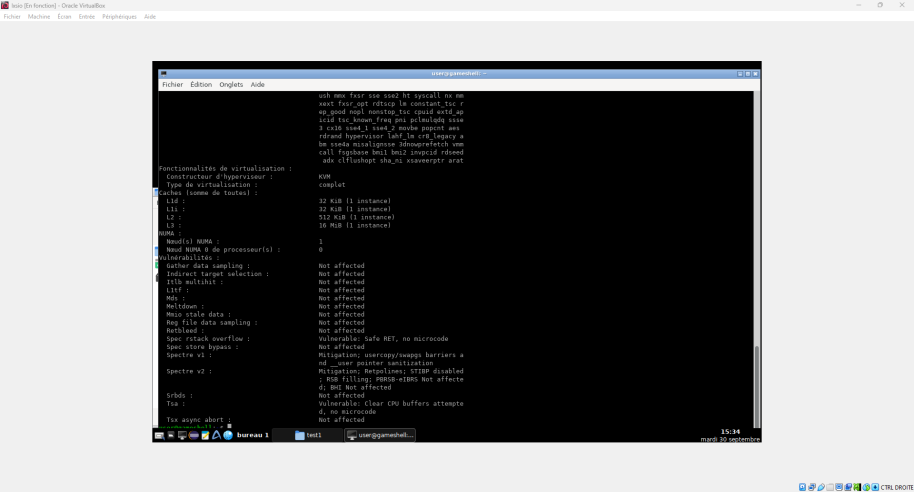 lssio [En fonction] - Oracle VirtualBox
Fichier Machine Écran Entrée Périphériques Aide
user@gameshell: ~
Fichier Édition Onglets Aide
ush mmx fxsr sse sse2 ht syscall nx mm
xext fxsr_opt rdtscp lm constant_tsc r
ep_good nopl nonstop_tsc cpuid extd_ap
icid tsc_known_freq pni pclmulqdq ssse
3 cx16 sse4_1 sse4_2 movbe popcnt aes
rdrand hypervisor lahf_lm cr8_legacy a
bm sse4a misalignsse 3dnowprefetch vmm
call fsgsbase bmi1 bmi2 invpcid rdseed
adx clflushopt sha_ni xsaveerptr arat
Fonctionnalités de virtualisation :
Constructeur d'hyperviseur : KVM
Type de virtualisation : complet
Caches (somme de toutes) :
L1d : 32 KiB (1 instance)
L1i : 32 KiB (1 instance)
L2 : 512 KiB (1 instance)
L3 : 16 MiB (1 instance)
NUMA :
Nœud(s) NUMA : 1
Nœud NUMA 0 de processeur(s) : 0
Vulnérabilités :
Gather data sampling : Not affected
Indirect target selection : Not affected
Itlb multihit : Not affected
L1tf : Not affected
Mds : Not affected
Meltdown : Not affected
Mmio stale data : Not affected
Reg file data sampling : Not affected
Retbleed : Not affected
Spec rstack overflow : Vulnerable: Safe RET, no microcode
Spec store bypass : Not affected
Spectre v1 : Mitigation; usercopy/swapgs barriers a
nd __user pointer sanitization
Spectre v2 : Mitigation; Retpolines; STIBP disabled
; RSB filling; PBRSB-eIBRS Not affecte
d; BHI Not affected
Srbds : Not affected
Tsa : Vulnerable: Clear CPU buffers attempte
d, no microcode
Tsx async abort : Not affected
user@gameshell:~$
bureau 1 test1 user@gameshell:... 15:34
mardi 30 septembre
CTRL DROITE